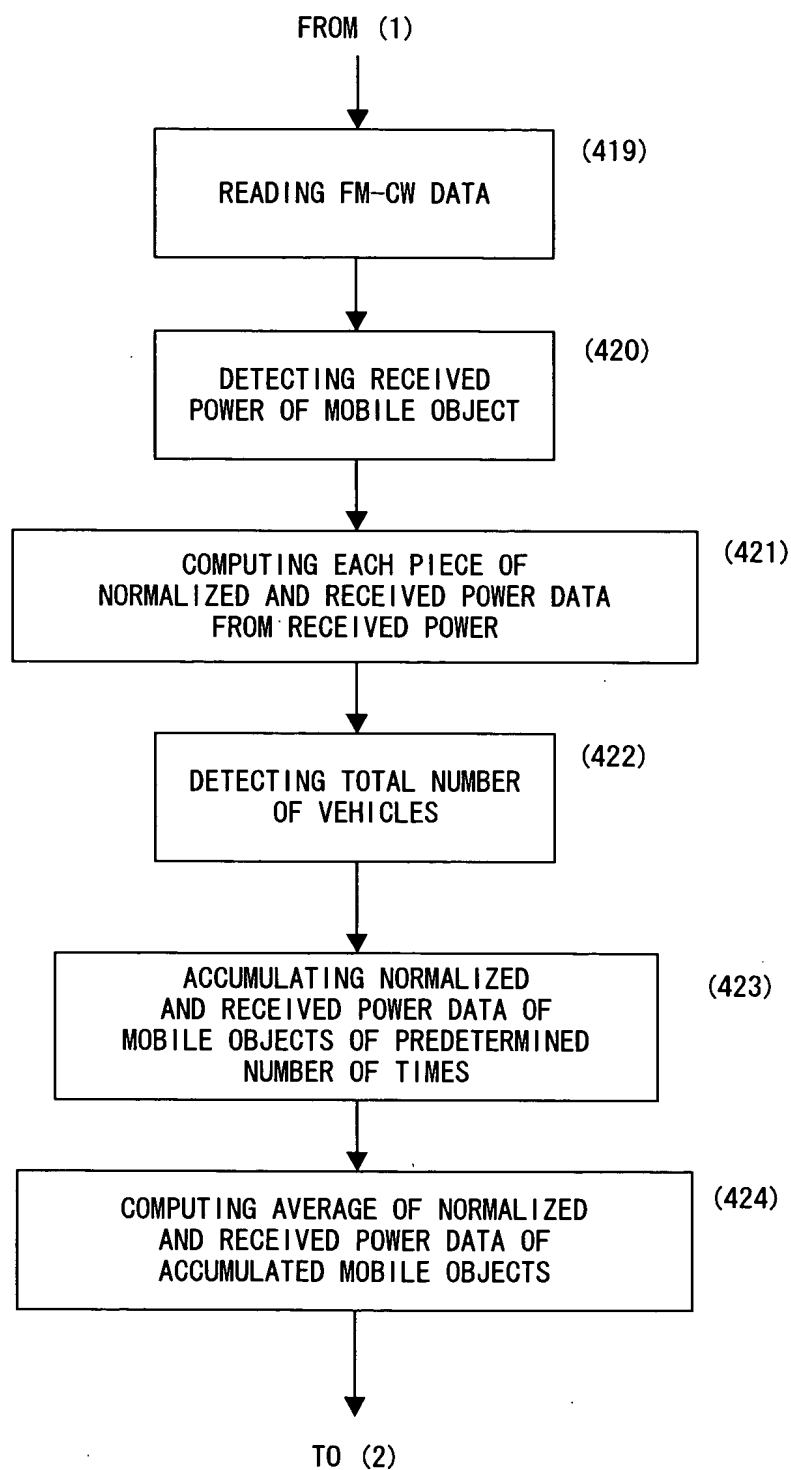 FROM (1)
(419)
READING FM-CW DATA
(420)
DETECTING RECEIVED
POWER OF MOBILE OBJECT
(421)
COMPUTING EACH PIECE OF
NORMALIZED AND RECEIVED POWER DATA
FROM RECEIVED POWER
(422)
DETECTING TOTAL NUMBER
OF VEHICLES
(423)
ACCUMULATING NORMALIZED
AND RECEIVED POWER DATA OF
MOBILE OBJECTS OF PREDETERMINED
NUMBER OF TIMES
(424)
COMPUTING AVERAGE OF NORMALIZED
AND RECEIVED POWER DATA OF
ACCUMULATED MOBILE OBJECTS
TO (2)